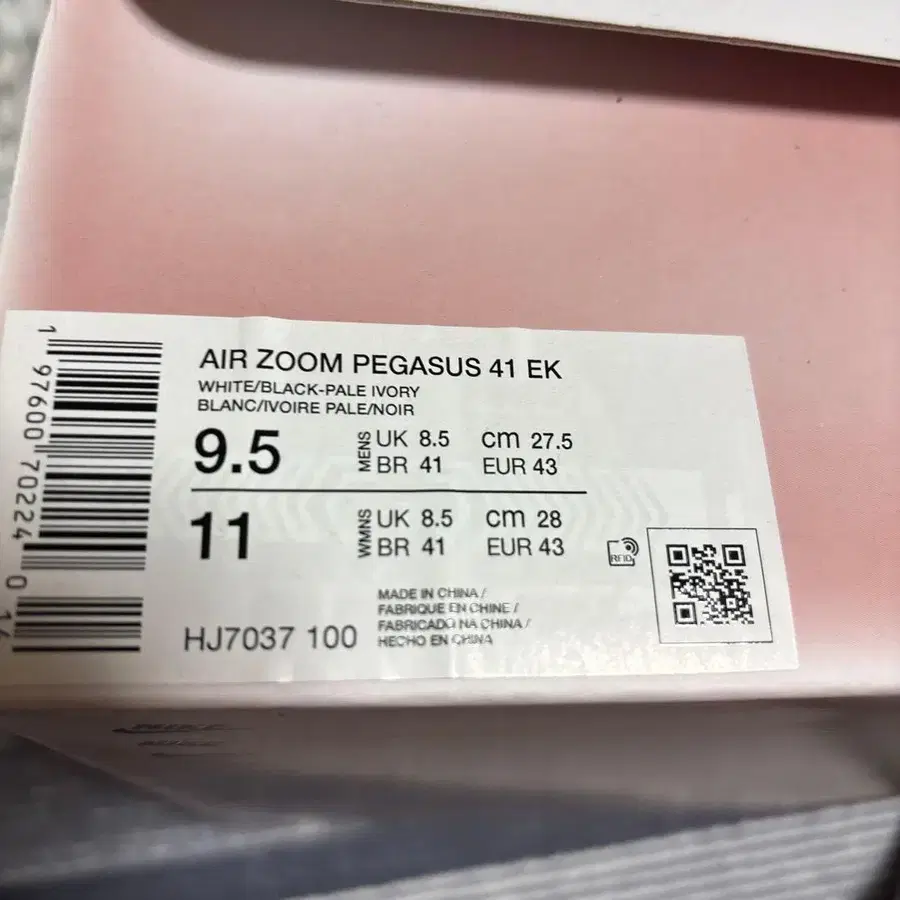 AIR ZOOM PEGASUS 41 EK
WHITE/BLACK-PALE IVORY
BLANC/IVOIRE PALE/NOIR
9.5 MENS UK 8.5 cm 27.5
BR 41 EUR 43
11 WMNS UK 8.5 cm 28
BR 41 EUR 43
RFID
MADE IN CHINA /
FABRIQUE EN CHINE /
FABRICADO NA CHINA /
HECHO EN CHINA
HJ7037 100
1 97600 70224 0